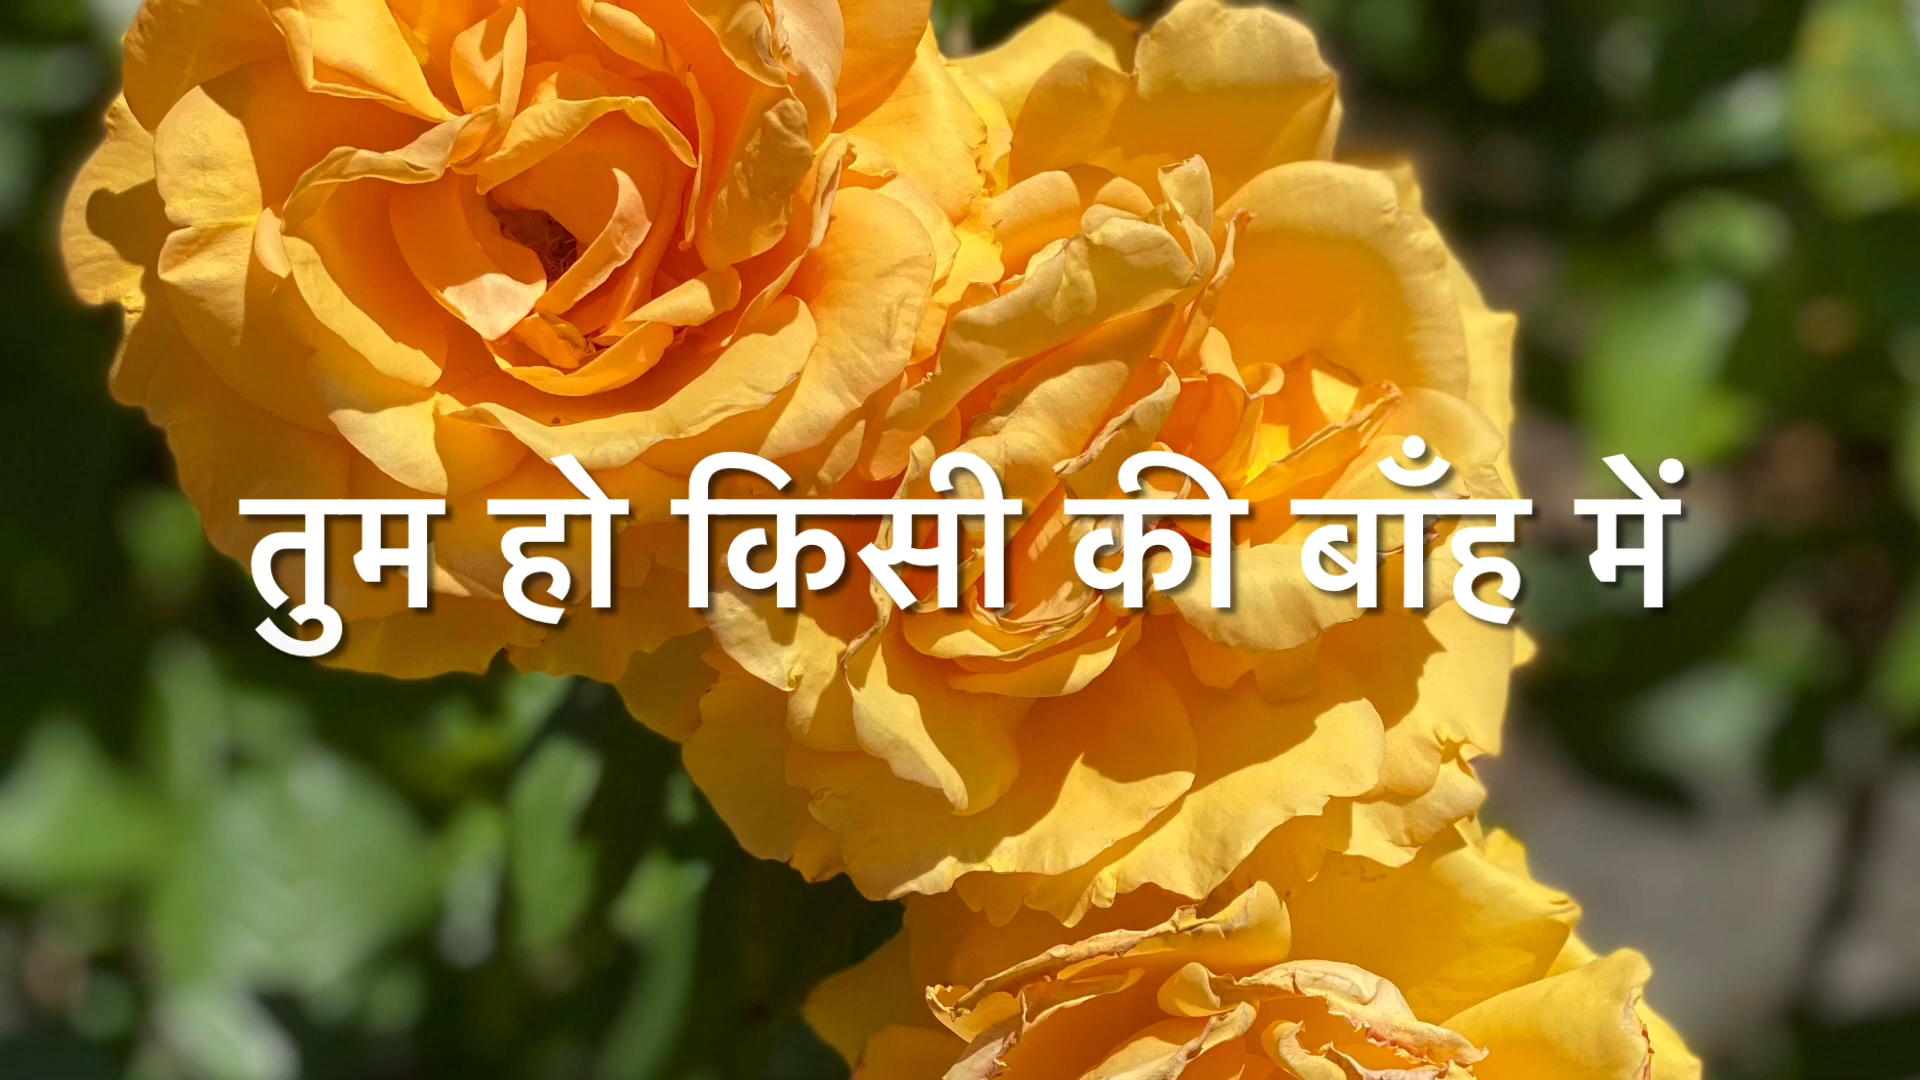 तुम हो किसी की बाँह में